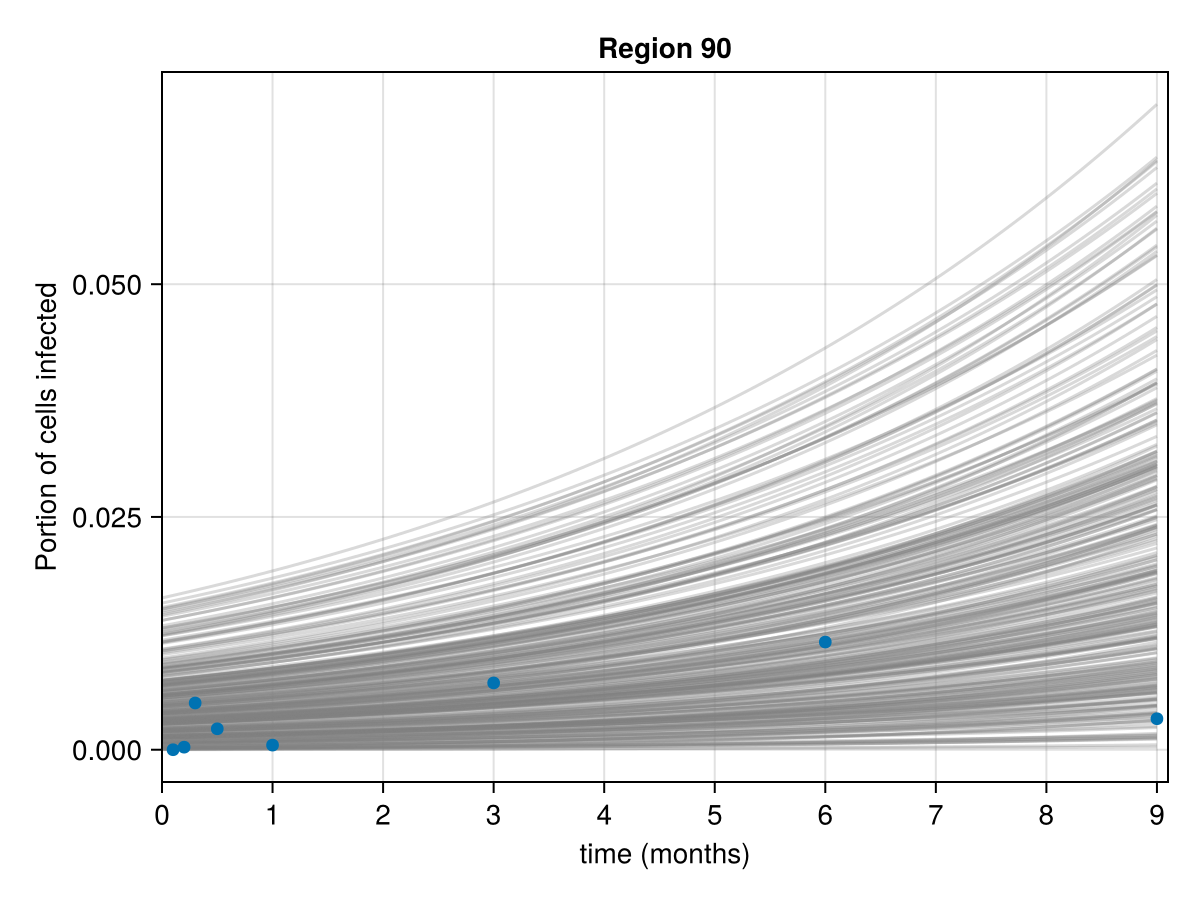 Region 90
Portion of cells infected
0.050
0.025
0.000
0 1 2 3 4 5 6 7 8 9
time (months)